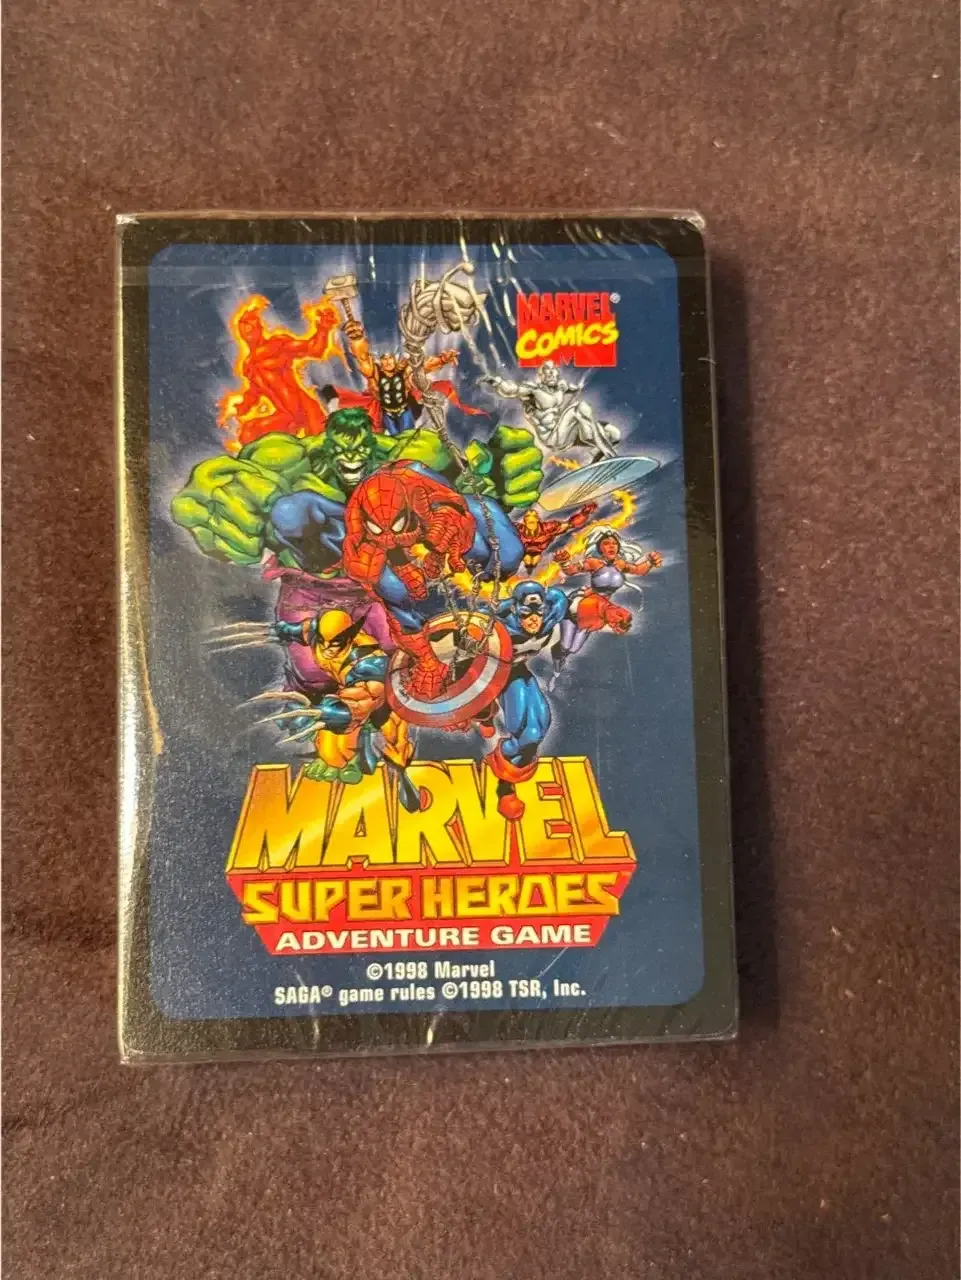 MARVEL®
COMICS
MARVEL
SUPER HEROES
ADVENTURE GAME
©1998 Marvel
SAGA® game rules ©1998 TSR, Inc.